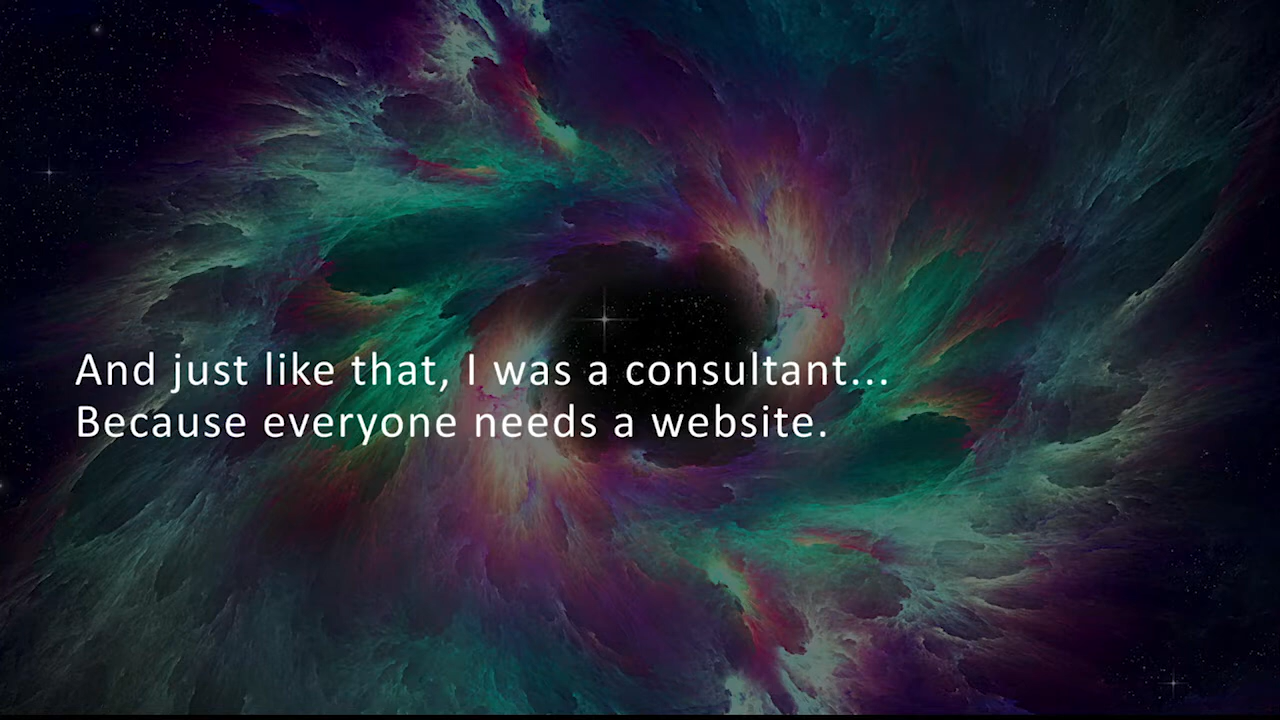 And just like that, I was a consultant...
Because everyone needs a website.